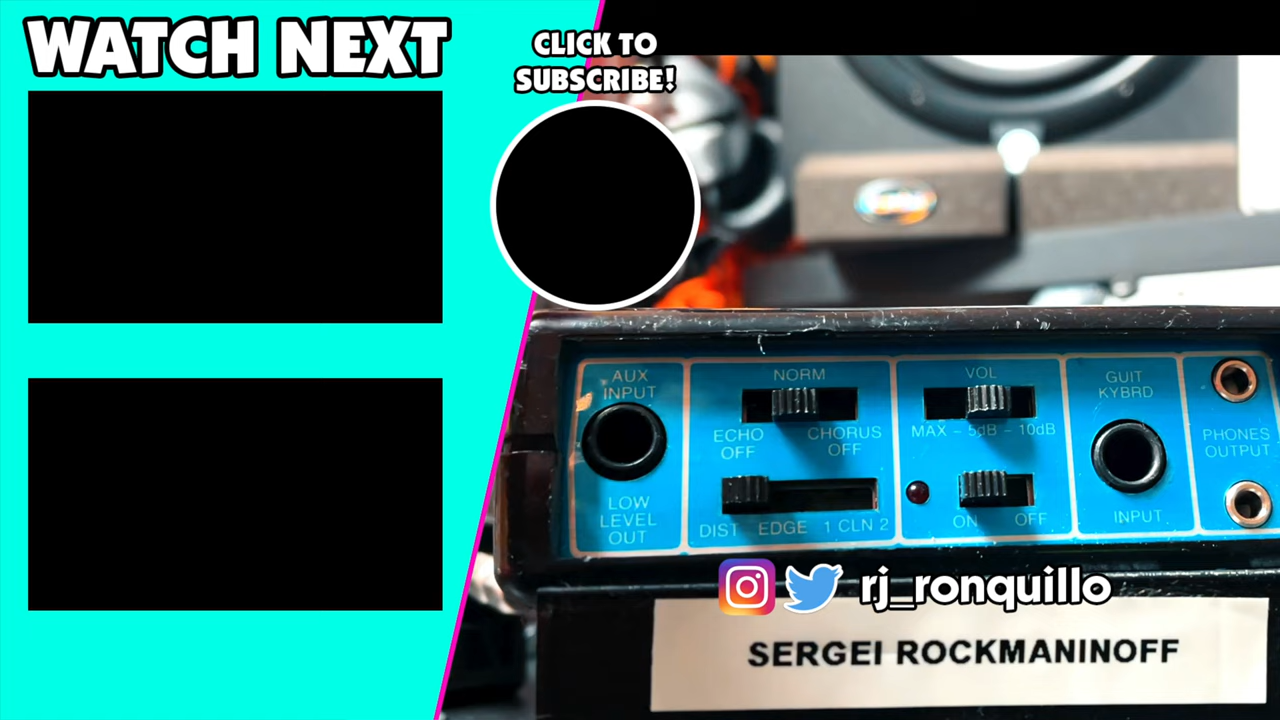 WATCH NEXT
CLICK TO
SUBSCRIBE!
AUX
INPUT
LOW
LEVEL
OUT
NORM
ECHO
OFF
CHORUS
OFF
DIST EDGE 1 CLN 2
VOL
MAX - 5dB - 10dB
ON OFF
GUIT
KYBRD
INPUT
PHONES
OUTPUT
rj_ronquillo
SERGEI ROCKMANINOFF